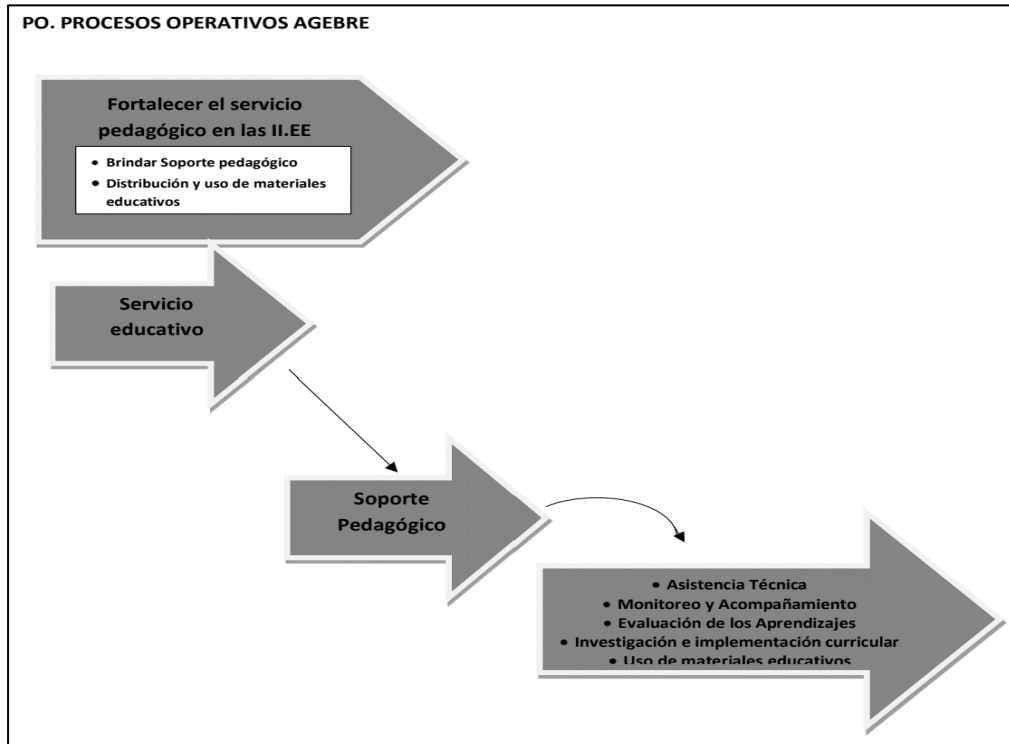 PO. PROCESOS OPERATIVOS AGEBRE
Fortalecer el servicio
pedagógico en las II.EE
• Brindar Soporte pedagógico
• Distribución y uso de materiales
educativos
Servicio
educativo
Soporte
Pedagógico
• Asistencia Técnica
• Monitoreo y Acompañamiento
• Evaluación de los Aprendizajes
• Investigación e implementación curricular
• Uso de materiales educativos